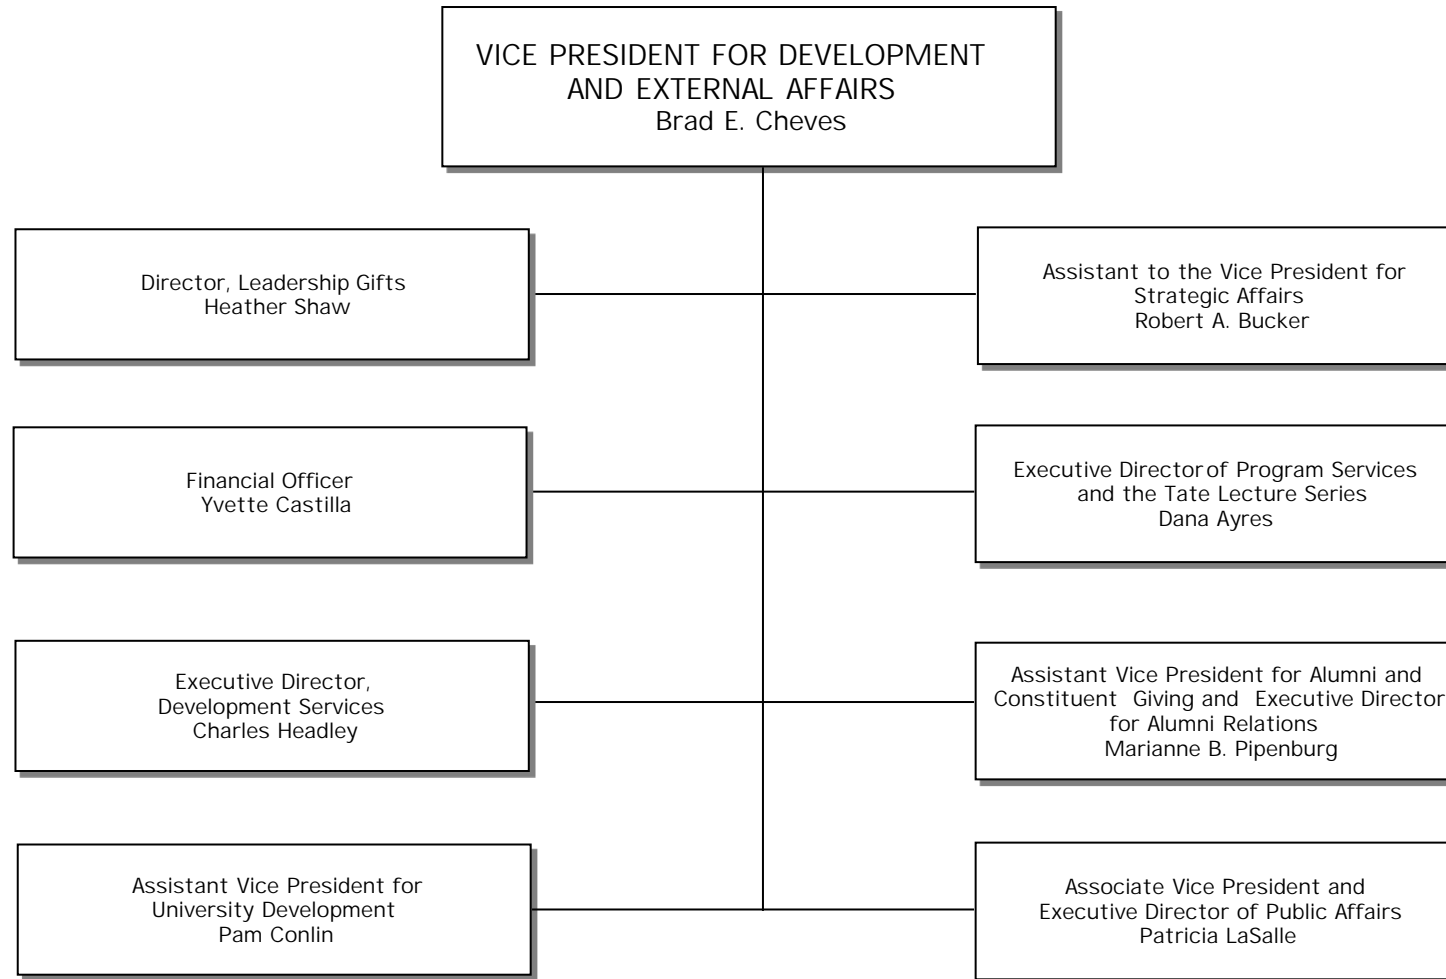 VICE PRESIDENT FOR DEVELOPMENT
AND EXTERNAL AFFAIRS
Brad E. Cheves
Director, Leadership Gifts
Heather Shaw
Assistant to the Vice President for
Strategic Affairs
Robert A. Bucker
Financial Officer
Yvette Castilla
Executive Director of Program Services
and the Tate Lecture Series
Dana Ayres
Executive Director,
Development Services
Charles Headley
Assistant Vice President for Alumni and
Constituent Giving and Executive Director
for Alumni Relations
Marianne B. Pipenburg
Assistant Vice President for
University Development
Pam Conlin
Associate Vice President and
Executive Director of Public Affairs
Patricia LaSalle